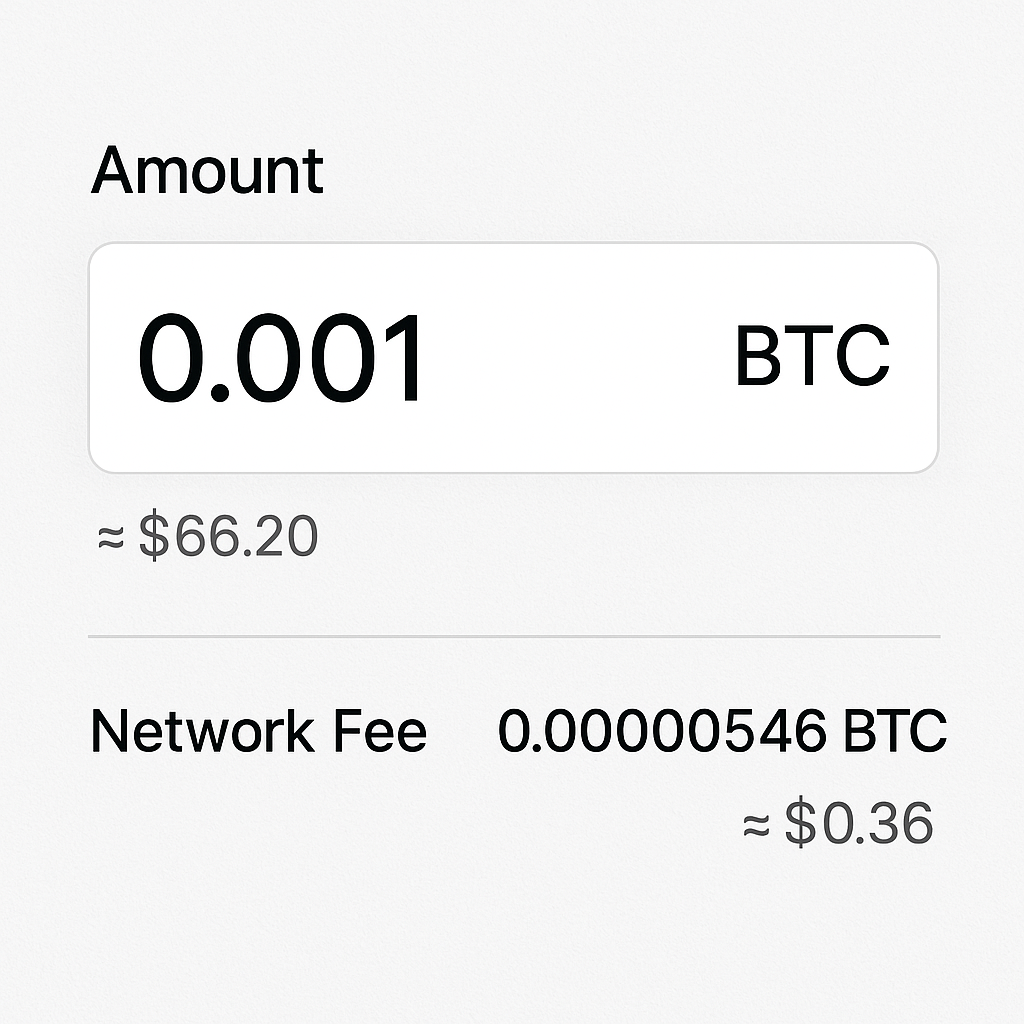 Amount
0.001 BTC
≈ $66.20
Network Fee 0.00000546 BTC
≈ $0.36